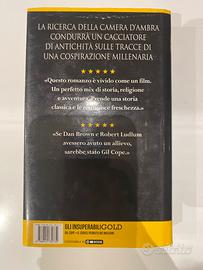 LA RICERCA DELLA CAMERA D'AMBRA
CONDURRÀ UN CACCIATORE
DI ANTICHITÀ SULLE TRACCE DI
UNA COSPIRAZIONE MILLENARIA
★★★★★
«Questo romanzo è vivido come un film.
Un perfetto mix di storia, religione
e avventura. Prende una storia
classica e le restituisce freschezza.»
★★★★★
«Se Dan Brown e Robert Ludlum
avessero avuto un allievo,
sarebbe stato Gil Cope.»
GLI INSUPERABILI GOLD